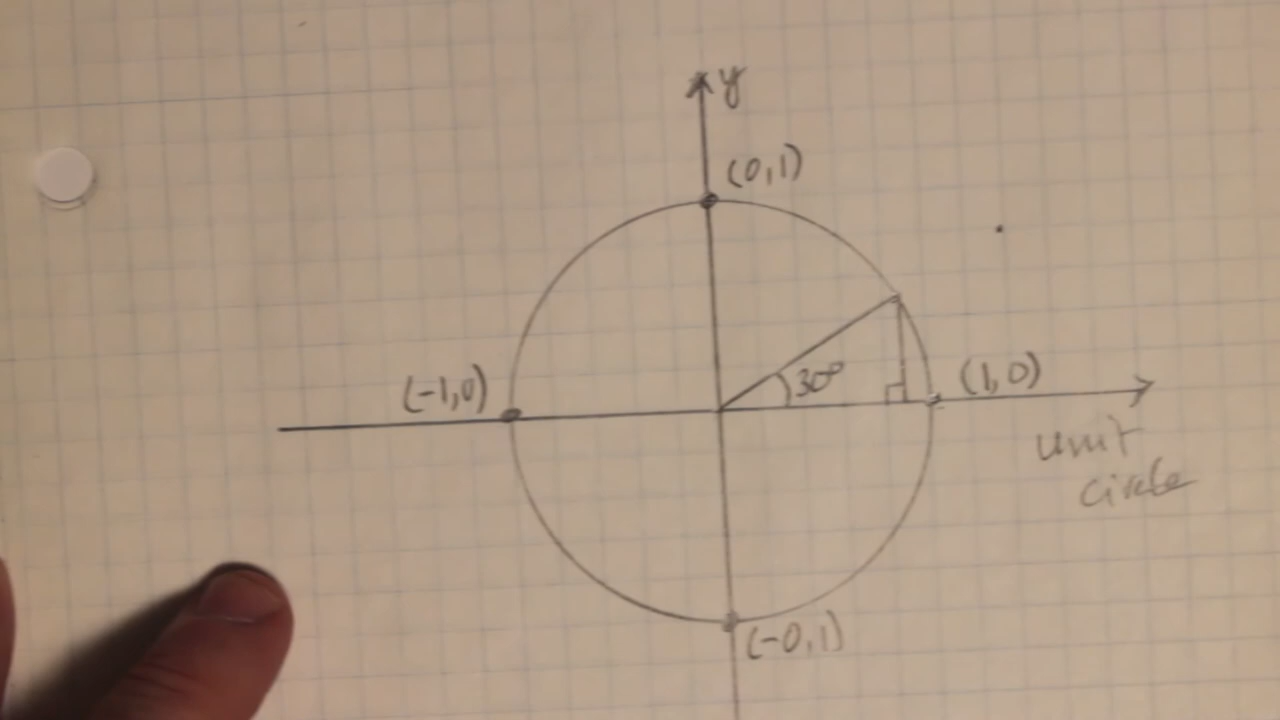 y
(0,1)
30°
(-1,0)
(1,0)
unit
circle
(-0,1)